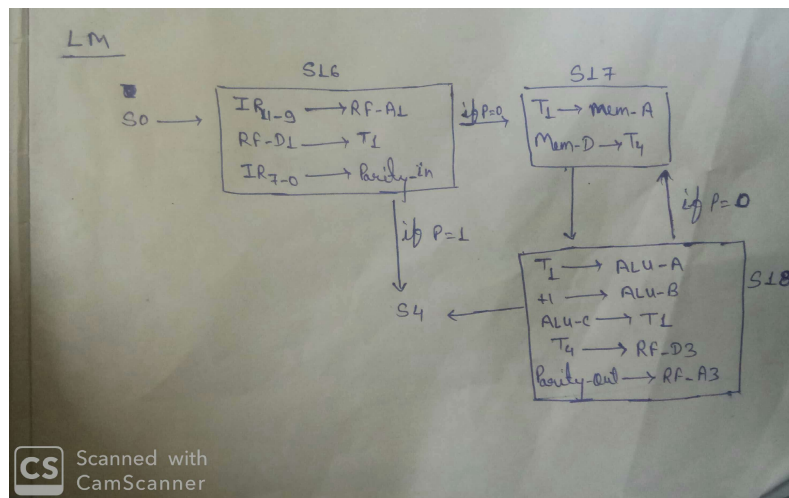 LM
S16
S17
S0
IR11-9 → RF-A1
if P=0
T1 → Mem-A
RF-D1 → T1
Mem-D → T4
IR7-0 → Parity-in
if P=0
if P=1
T1 → ALU-A
S18
+1 → ALU-B
S4
ALU-C → T1
T4 → RF-D3
Parity-out → RF-A3
CS
Scanned with
CamScanner